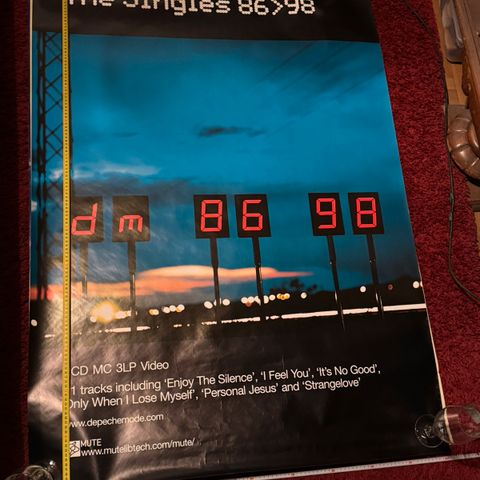 The Singles 86>98
dm 86 98
CD MC 3LP Video
1 tracks including 'Enjoy The Silence', 'I Feel You', 'It's No Good',
Only When I Lose Myself', 'Personal Jesus' and 'Strangelove'
www.depechemode.com
MUTE
www.mutelibtech.com/mute/